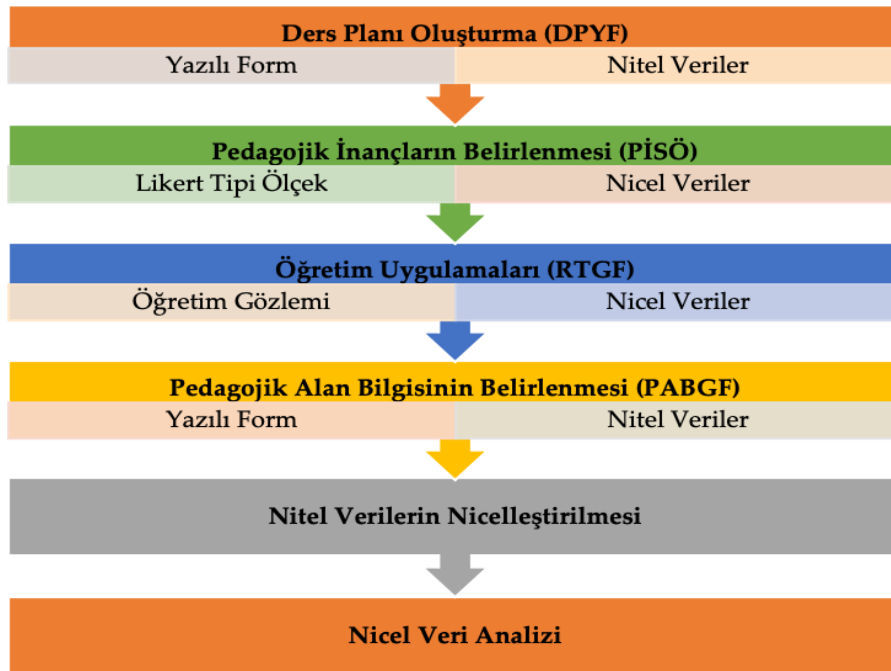 Ders Planı Oluşturma (DPYF)
Yazılı Form Nitel Veriler
Pedagojik İnançların Belirlenmesi (PİSÖ)
Likert Tipi Ölçek Nicel Veriler
Öğretim Uygulamaları (RTGF)
Öğretim Gözlemi Nicel Veriler
Pedagojik Alan Bilgisinin Belirlenmesi (PABGF)
Yazılı Form Nitel Veriler
Nitel Verilerin Nicelleştirilmesi
Nicel Veri Analizi